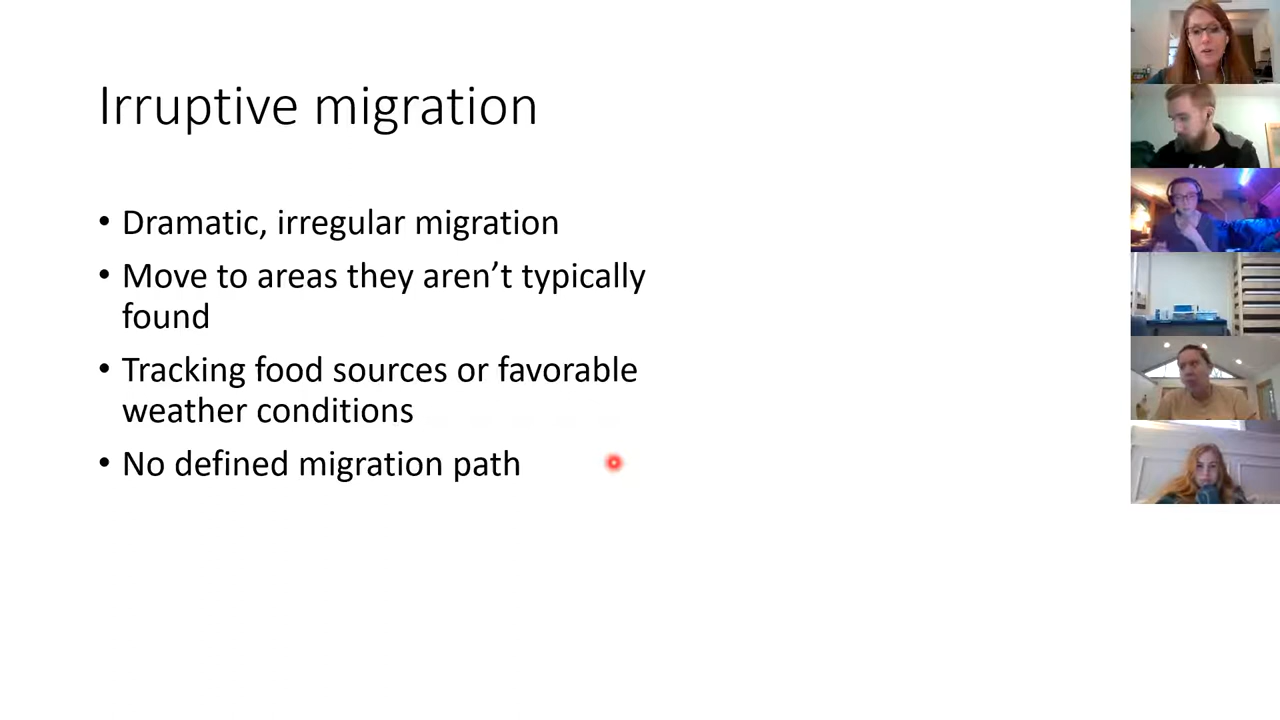 Irruptive migration
• Dramatic, irregular migration
• Move to areas they aren’t typically
found
• Tracking food sources or favorable
weather conditions
• No defined migration path